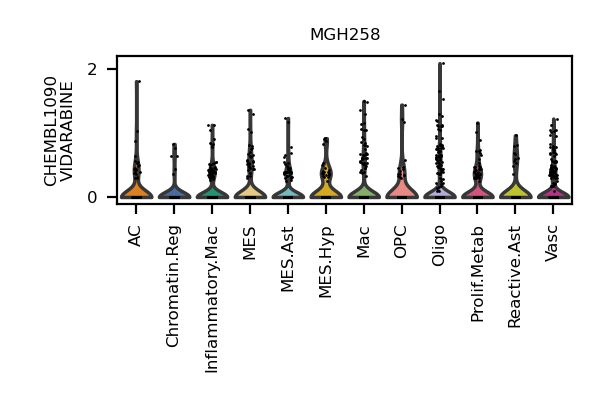 MGH258
CHEMBL1090
VIDARABINE
2
0
AC
Chromatin.Reg
Inflammatory.Mac
MES
MES.Ast
MES.Hyp
Mac
OPC
Oligo
Prolif.Metab
Reactive.Ast
Vasc